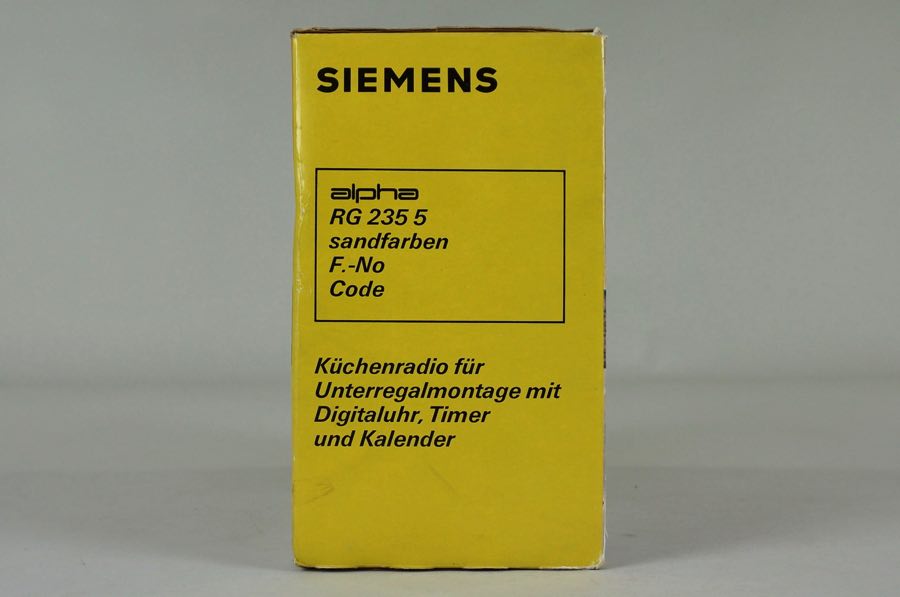 SIEMENS
alpha
RG 235 5
sandfarben
F.-No
Code
Küchenradio für
Unterregalmontage mit
Digitaluhr, Timer
und Kalender